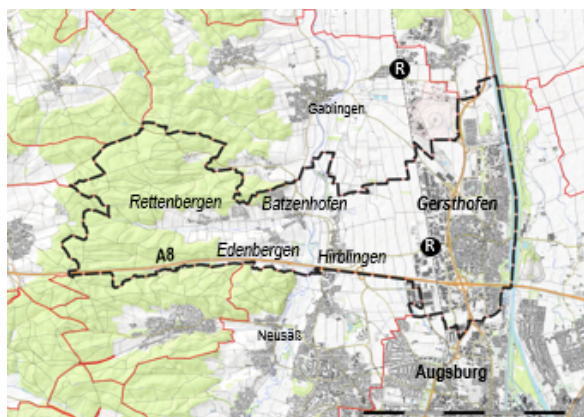 R
Gablingen
Rettenbergen
Batzenhofen
Gersthofen
R
A8
Edenbergen
Hirblingen
Neusäß
Augsburg